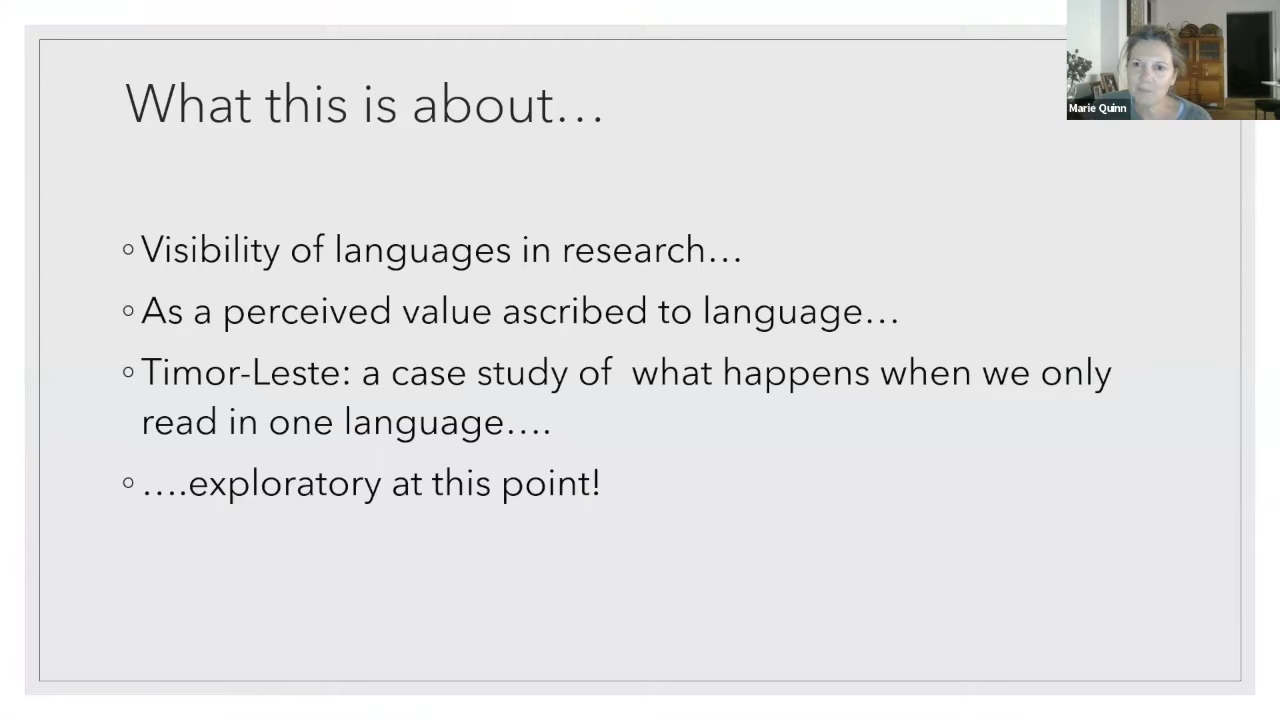 What this is about…
Marie Quinn
◦Visibility of languages in research…
◦As a perceived value ascribed to language…
◦Timor-Leste: a case study of  what happens when we only
read in one language….
◦….exploratory at this point!